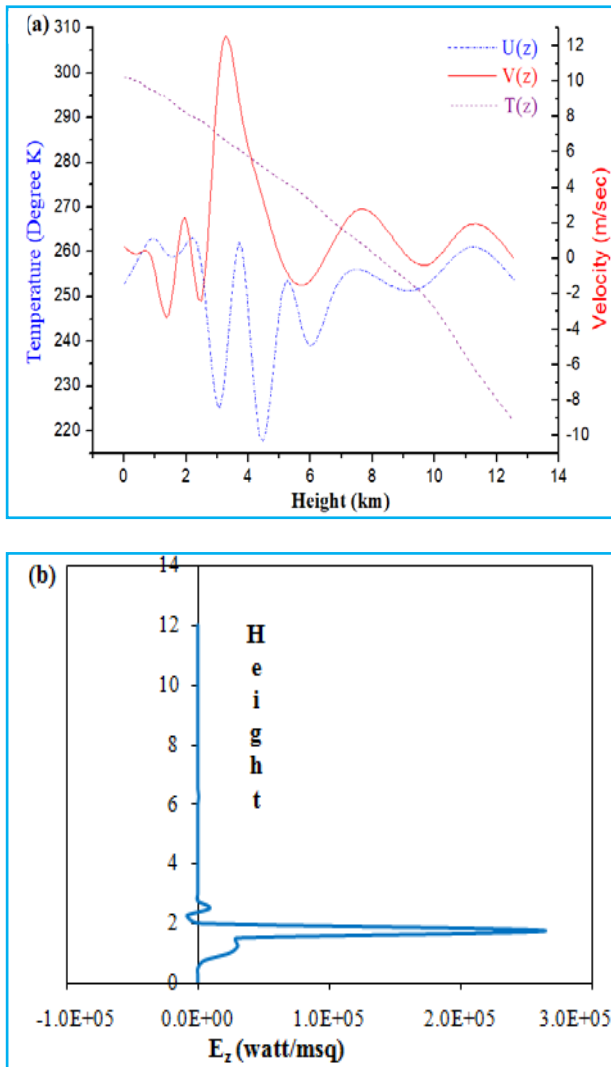 (a)
310
300
290
280
270
260
250
240
230
220
Temperature (Degree K)
U(z)
V(z)
T(z)
12
10
8
6
4
2
0
-2
-4
-6
-8
-10
Velocity (m/sec)
0 2 4 6 8 10 12 14
Height (km)
(b)
14
12
10
8
6
4
2
0
H
e
i
g
h
t
-1.0E+05 0.0E+00 1.0E+05 2.0E+05 3.0E+05
Ez (watt/msq)